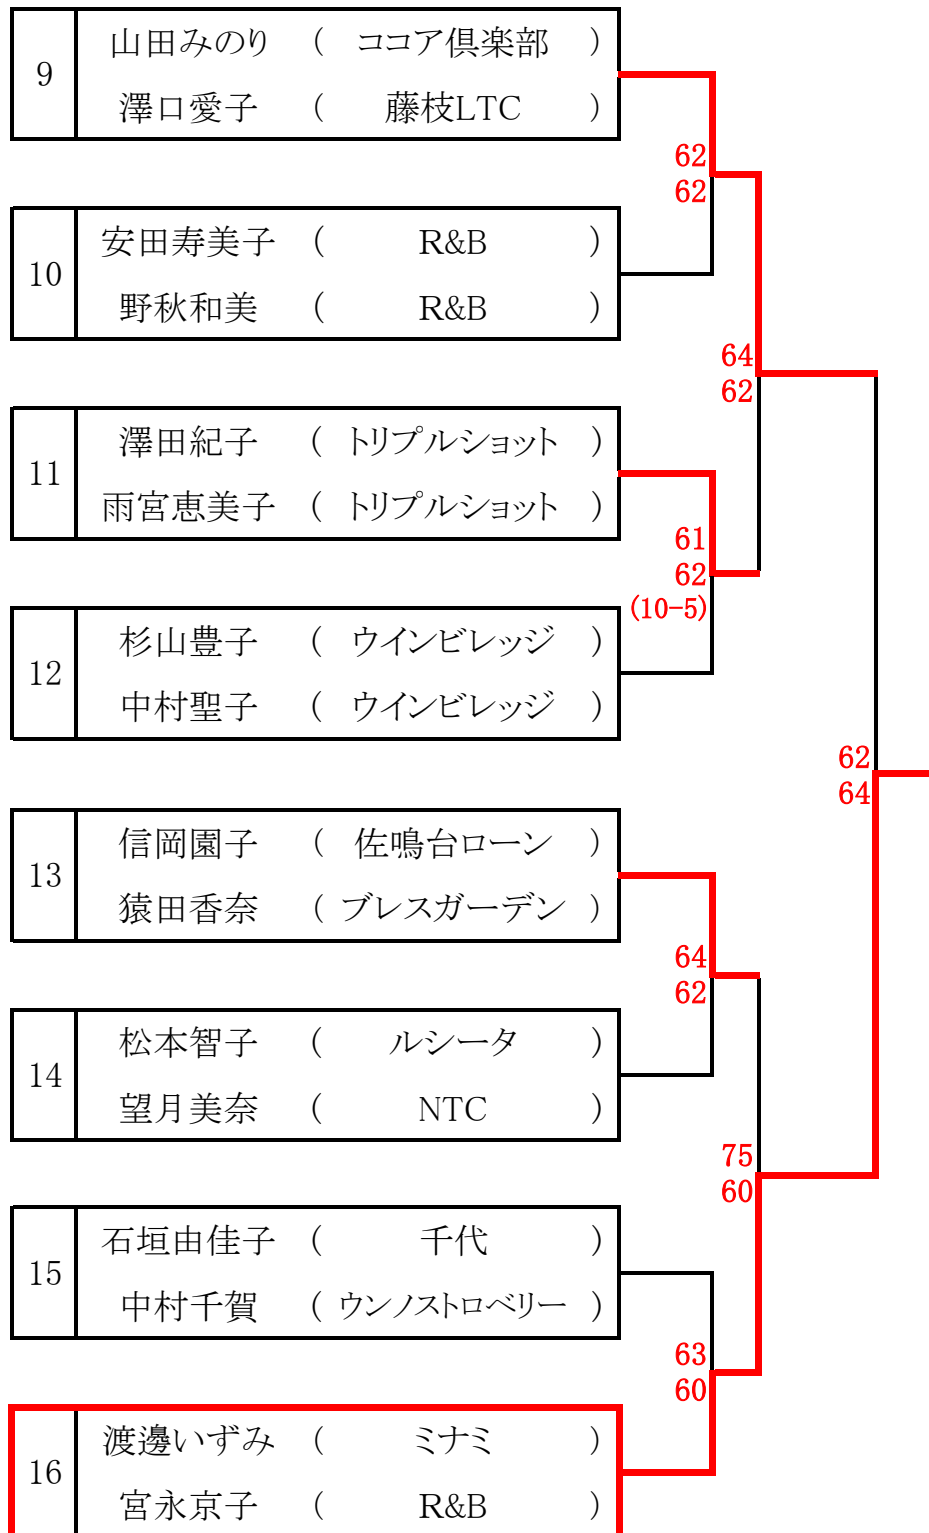 9
山田みのり ( ココア倶楽部 )
澤口愛子 ( 藤枝LTC )
62
62
10
安田寿美子 ( R&B )
野秋和美 ( R&B )
64
62
11
澤田紀子 ( トリプルショット )
雨宮恵美子 ( トリプルショット )
61
62
(10-5)
12
杉山豊子 ( ウインビレッジ )
中村聖子 ( ウインビレッジ )
62
64
13
信岡園子 ( 佐鳴台ローン )
猿田香奈 ( ブレスガーデン )
64
62
14
松本智子 ( ルシータ )
望月美奈 ( NTC )
75
60
15
石垣由佳子 ( 千代 )
中村千賀 ( ウンノストロベリー )
63
60
16
渡邊いずみ ( ミナミ )
宮永京子 ( R&B )